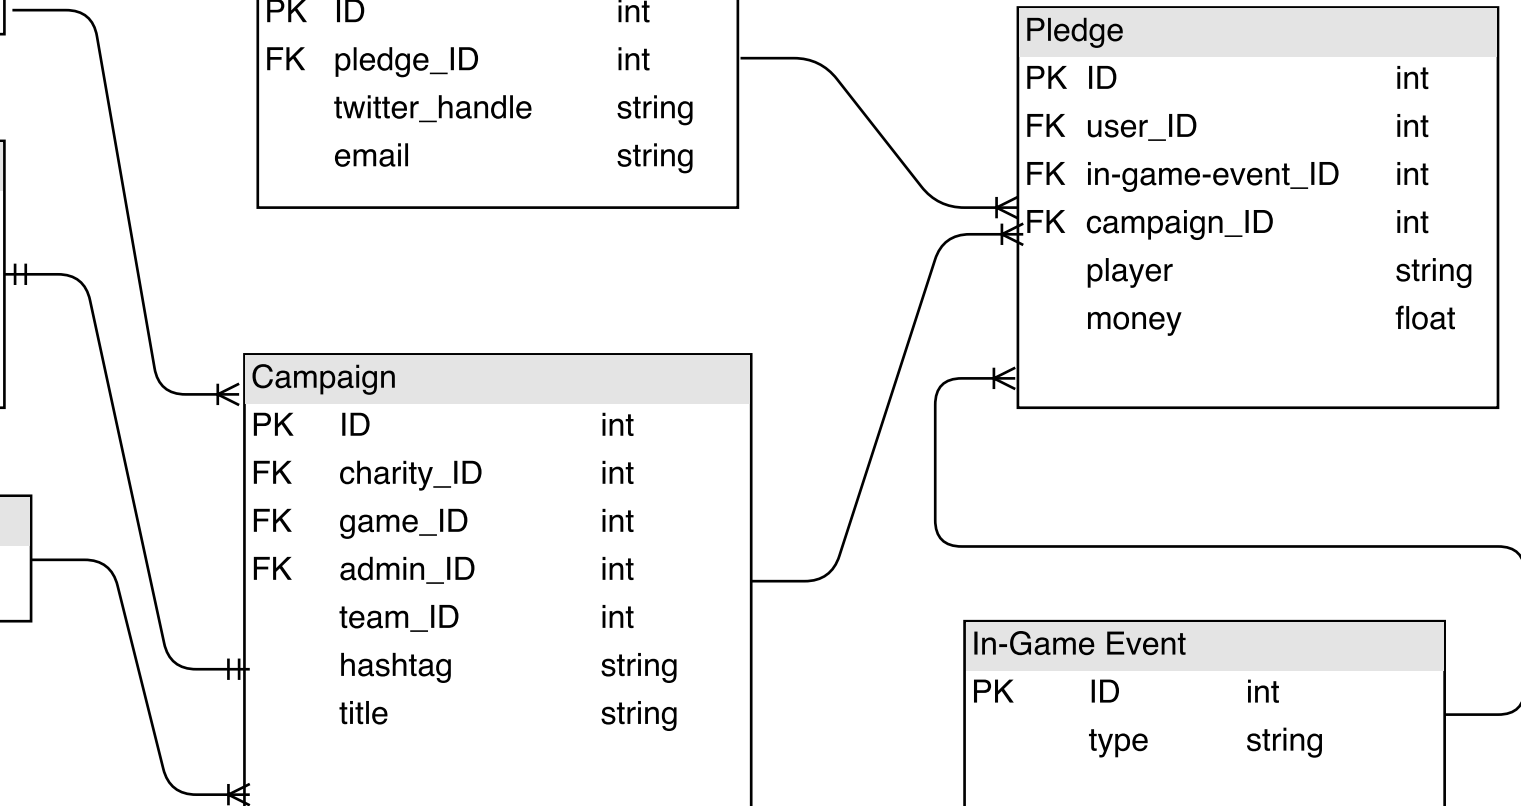 PK ID int
FK pledge_ID int
twitter_handle string
email string
Pledge
PK ID int
FK user_ID int
FK in-game-event_ID int
FK campaign_ID int
player string
money float
Campaign
PK ID int
FK charity_ID int
FK game_ID int
FK admin_ID int
team_ID int
hashtag string
title string
In-Game Event
PK ID int
type string